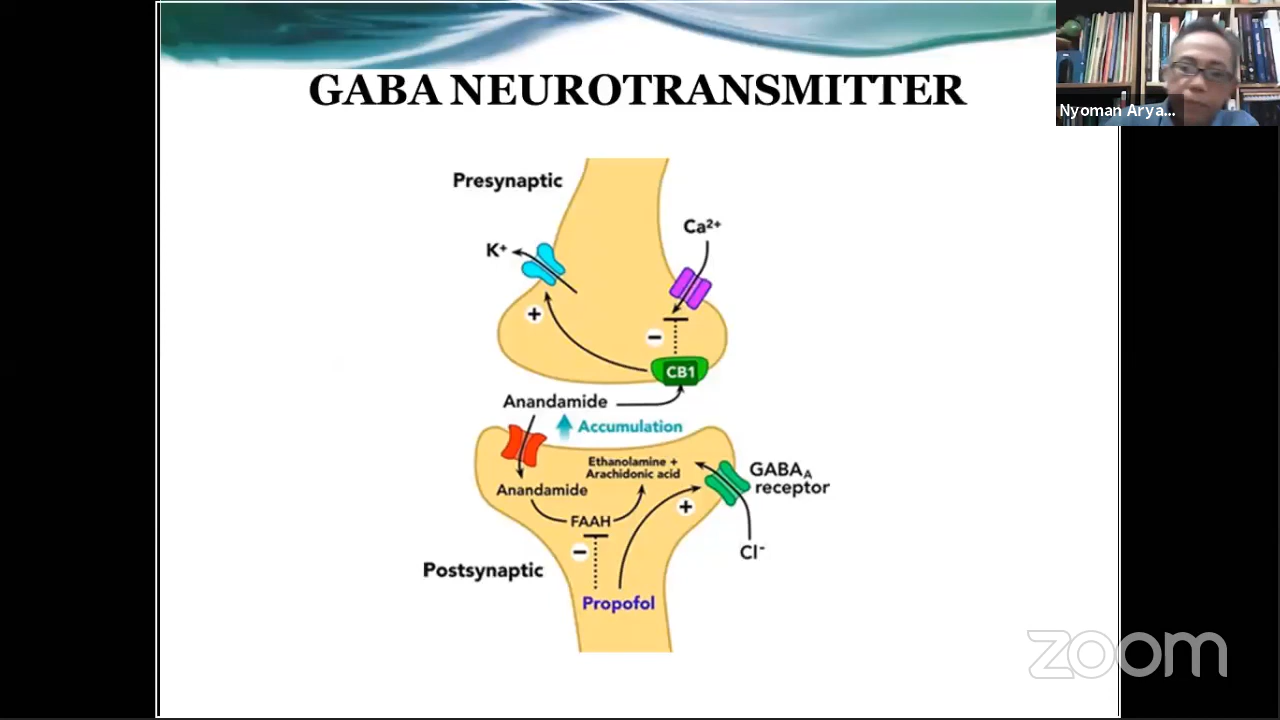 GABA NEUROTRANSMITTER
Nyoman Arya...
Presynaptic
Ca²⁺
K⁺
+
−
CB1
Anandamide
Accumulation
Ethanolamine +
Arachidonic acid
GABAA
receptor
Anandamide
+
FAAH
−
Cl⁻
Postsynaptic
Propofol
zoom